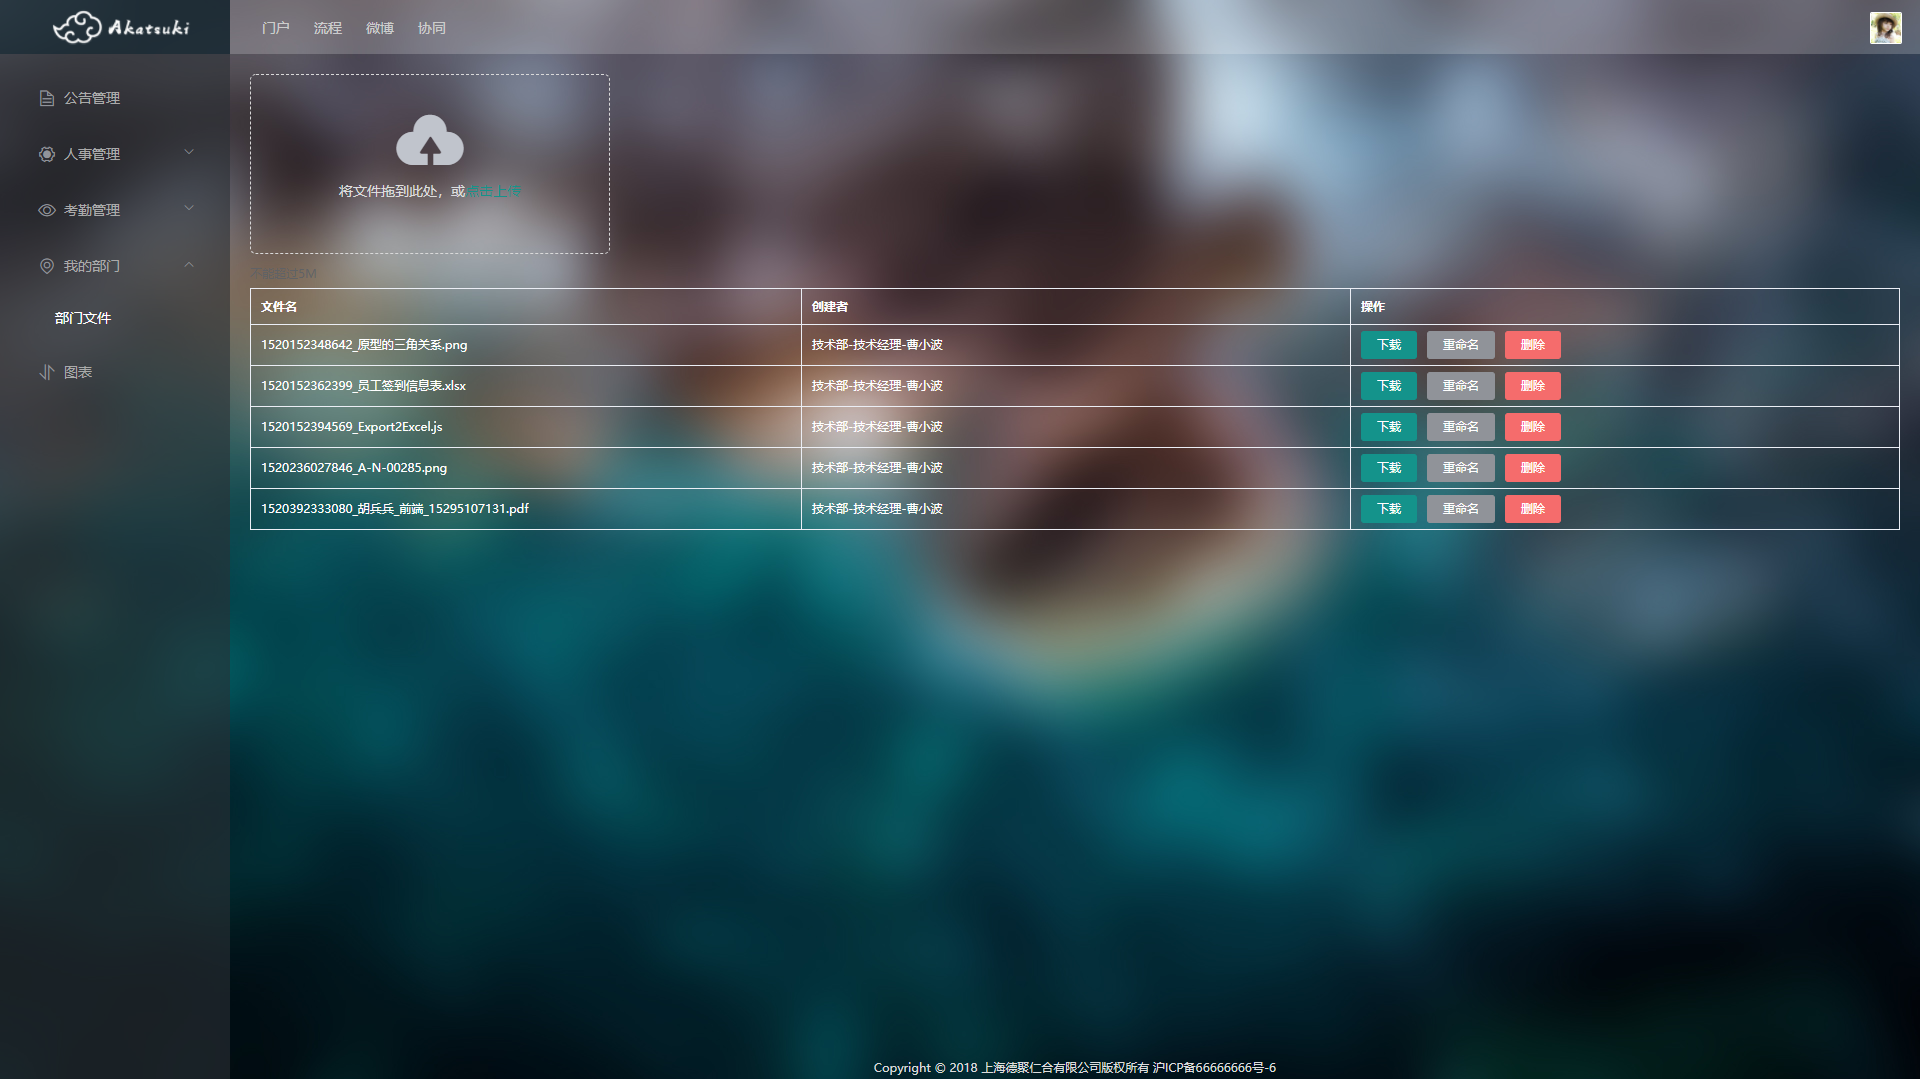 Akatsuki
门户 流程 微博 协同
公告管理
人事管理
考勤管理
我的部门
部门文件
图表
将文件拖到此处，或点击上传
不能超过5M
文件名 创建者 操作
1520152348642_原型的三角关系.png 技术部-技术经理-曹小波 下载 重命名 删除
1520152362399_员工签到信息表.xlsx 技术部-技术经理-曹小波 下载 重命名 删除
1520152394569_Export2Excel.js 技术部-技术经理-曹小波 下载 重命名 删除
1520236027846_A-N-00285.png 技术部-技术经理-曹小波 下载 重命名 删除
1520392333080_胡兵兵_前端_15295107131.pdf 技术部-技术经理-曹小波 下载 重命名 删除
Copyright © 2018 上海德聚仁合有限公司版权所有 沪ICP备66666666号-6